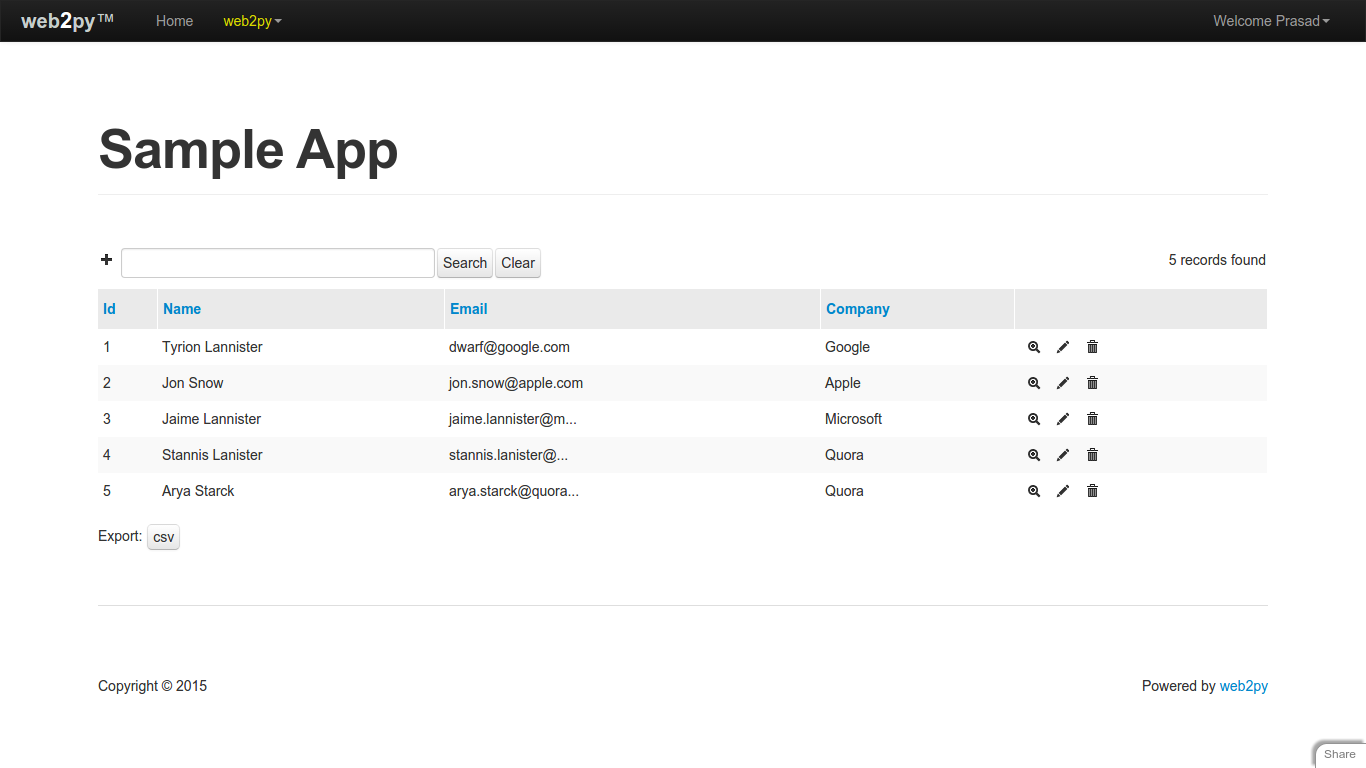 web2py™ Home web2py Welcome Prasad
Sample App
Search Clear 5 records found
Id Name Email Company
1 Tyrion Lannister dwarf@google.com Google
2 Jon Snow jon.snow@apple.com Apple
3 Jaime Lannister jaime.lannister@m... Microsoft
4 Stannis Lanister stannis.lanister@... Quora
5 Arya Starck arya.starck@quora... Quora
Export: csv
Copyright © 2015 Powered by web2py
Share